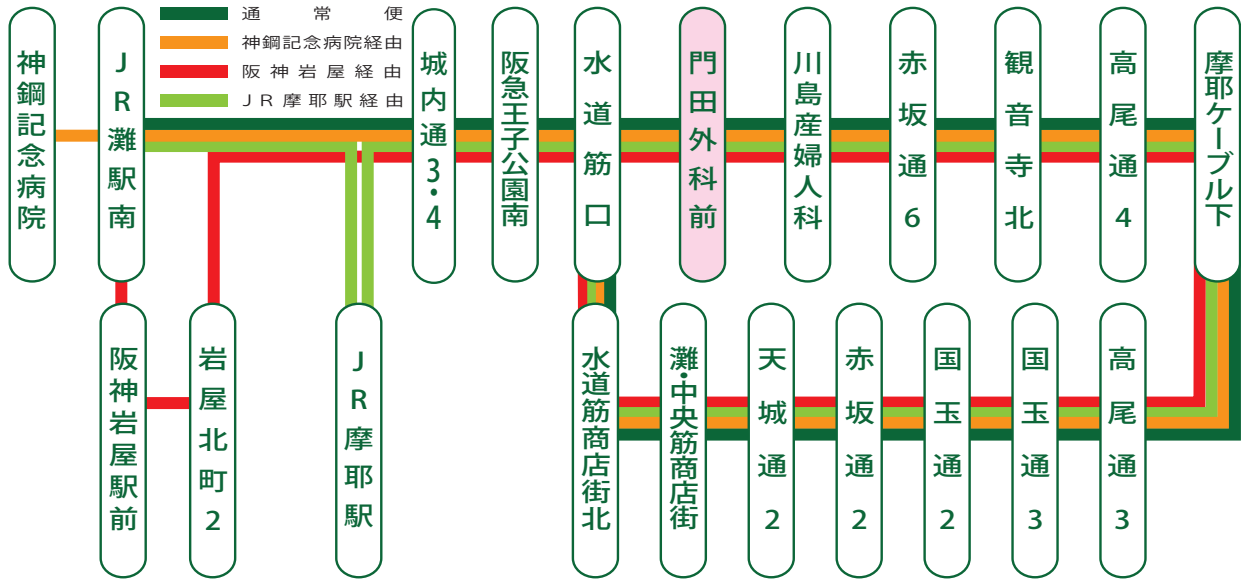 通常便
神鋼記念病院経由
阪神岩屋経由
JR摩耶駅経由
神鋼記念病院
JR灘駅南
城内通3・4
阪急王子公園南
水道筋口
門田外科前
川島産婦人科
赤坂通6
観音寺北
高尾通4
摩耶ケーブル下
阪神岩屋駅前
岩屋北町2
JR摩耶駅
水道筋商店街北
灘・中央筋商店街
天城通2
赤坂通2
国玉通2
国玉通3
高尾通3